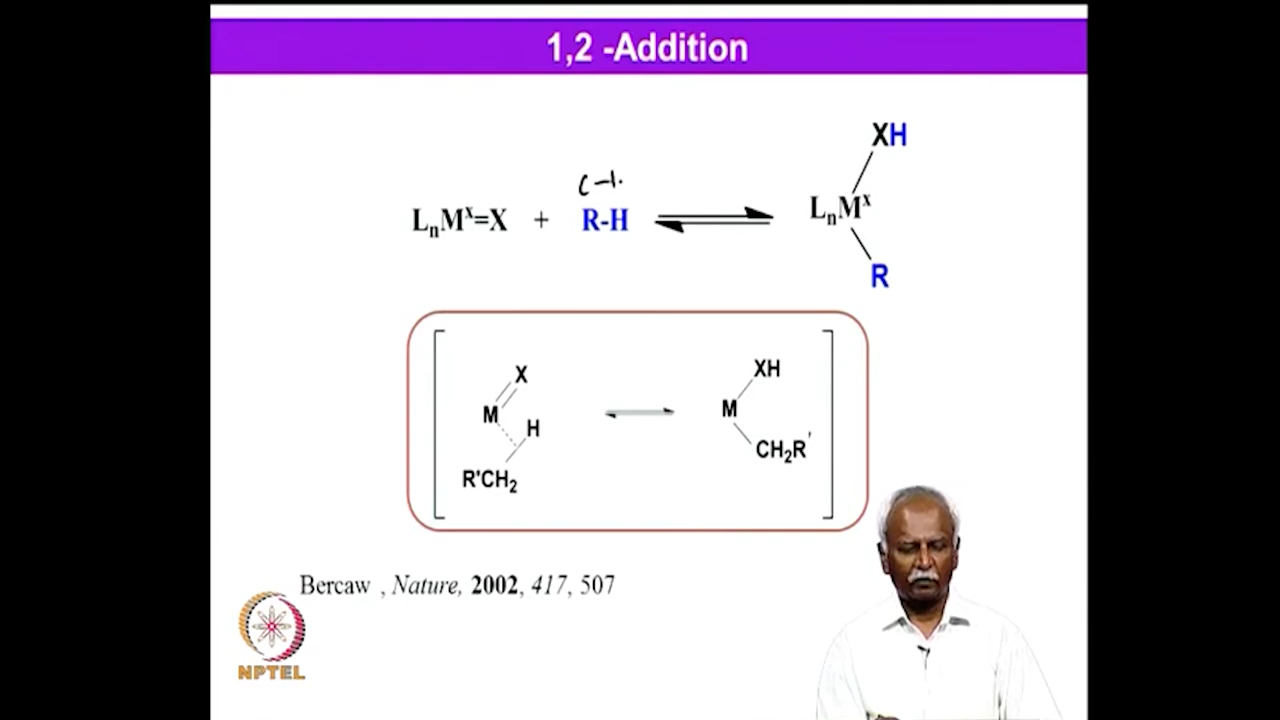 1,2 -Addition
C-H
LₙMˣ=X + R-H
XH
LₙMˣ
R
X
M
H
R'CH₂
XH
M
CH₂R'
Bercaw , Nature, 2002, 417, 507
NPTEL